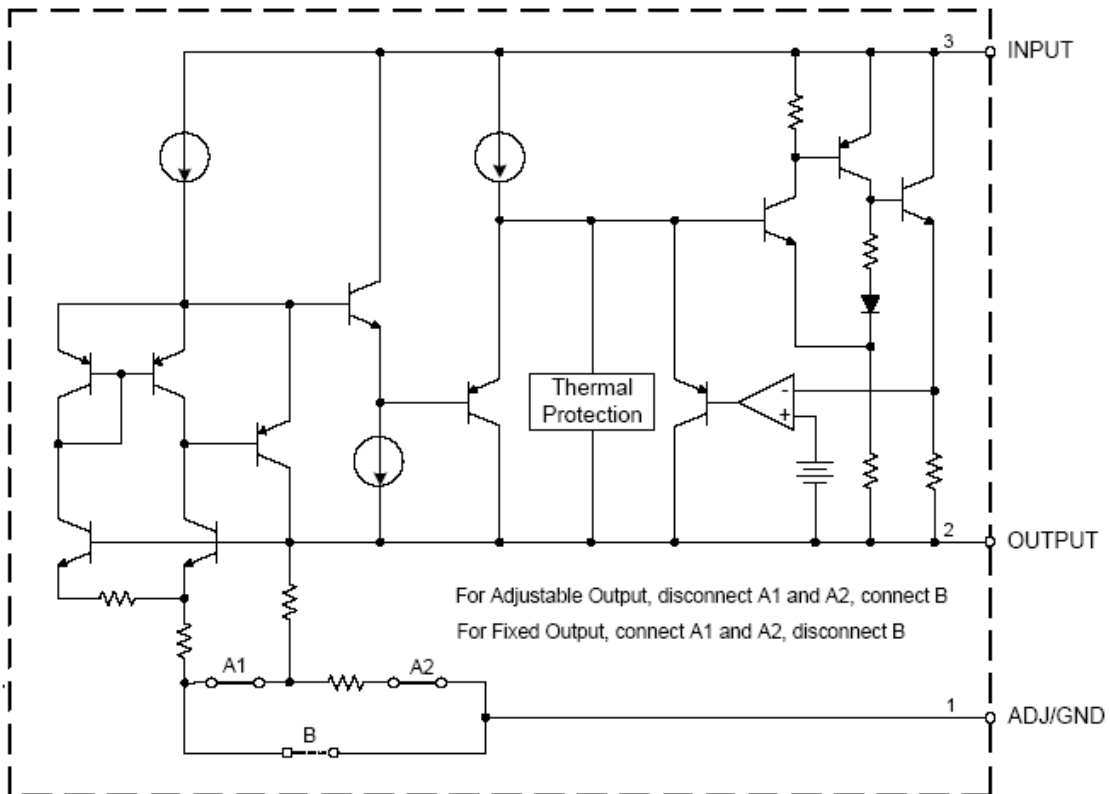 3 INPUT
Thermal
Protection
-
+
2 OUTPUT
For Adjustable Output, disconnect A1 and A2, connect B
For Fixed Output, connect A1 and A2, disconnect B
A1
A2
1 ADJ/GND
B